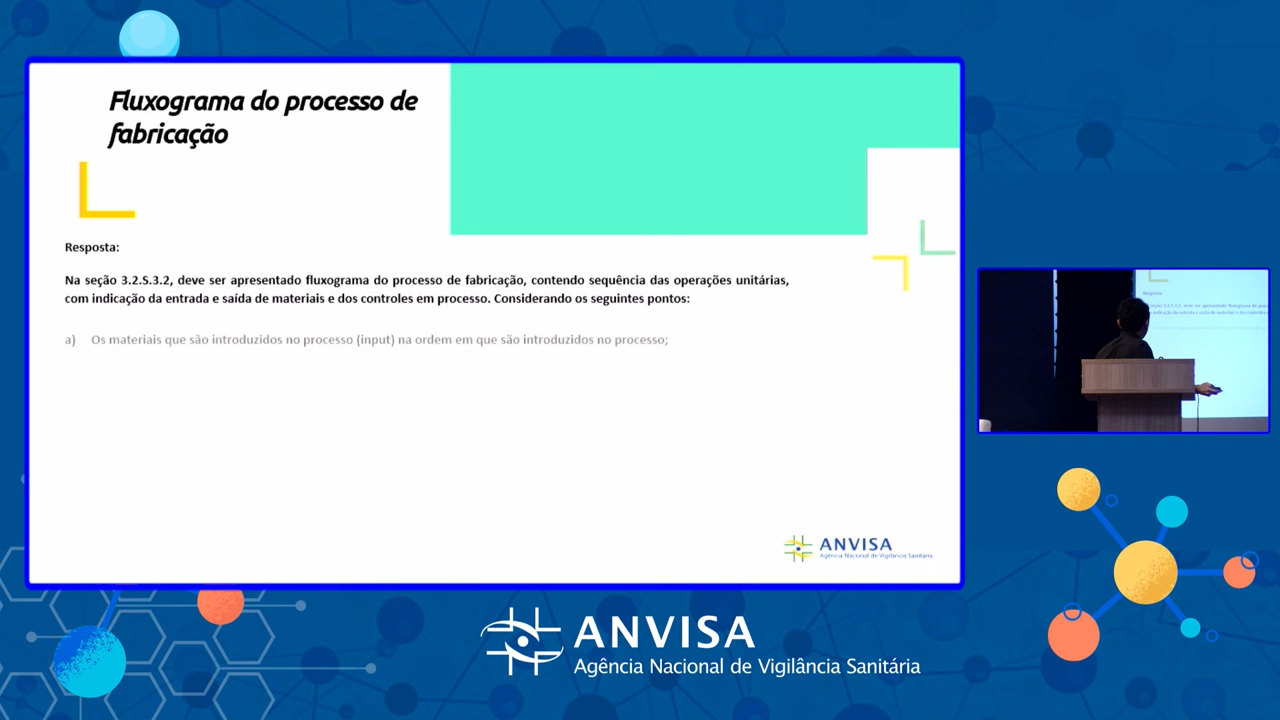 Fluxograma do processo de
fabricação
Resposta:
Na seção 3.2.S.3.2, deve ser apresentado fluxograma do processo de fabricação, contendo sequência das operações unitárias,
com indicação da entrada e saída de materiais e dos controles em processo. Considerando os seguintes pontos:
a) Os materiais que são introduzidos no processo (input) na ordem em que são introduzidos no processo;
ANVISA
Agência Nacional de Vigilância Sanitária
Resposta
ANVISA
Agência Nacional de Vigilância Sanitária